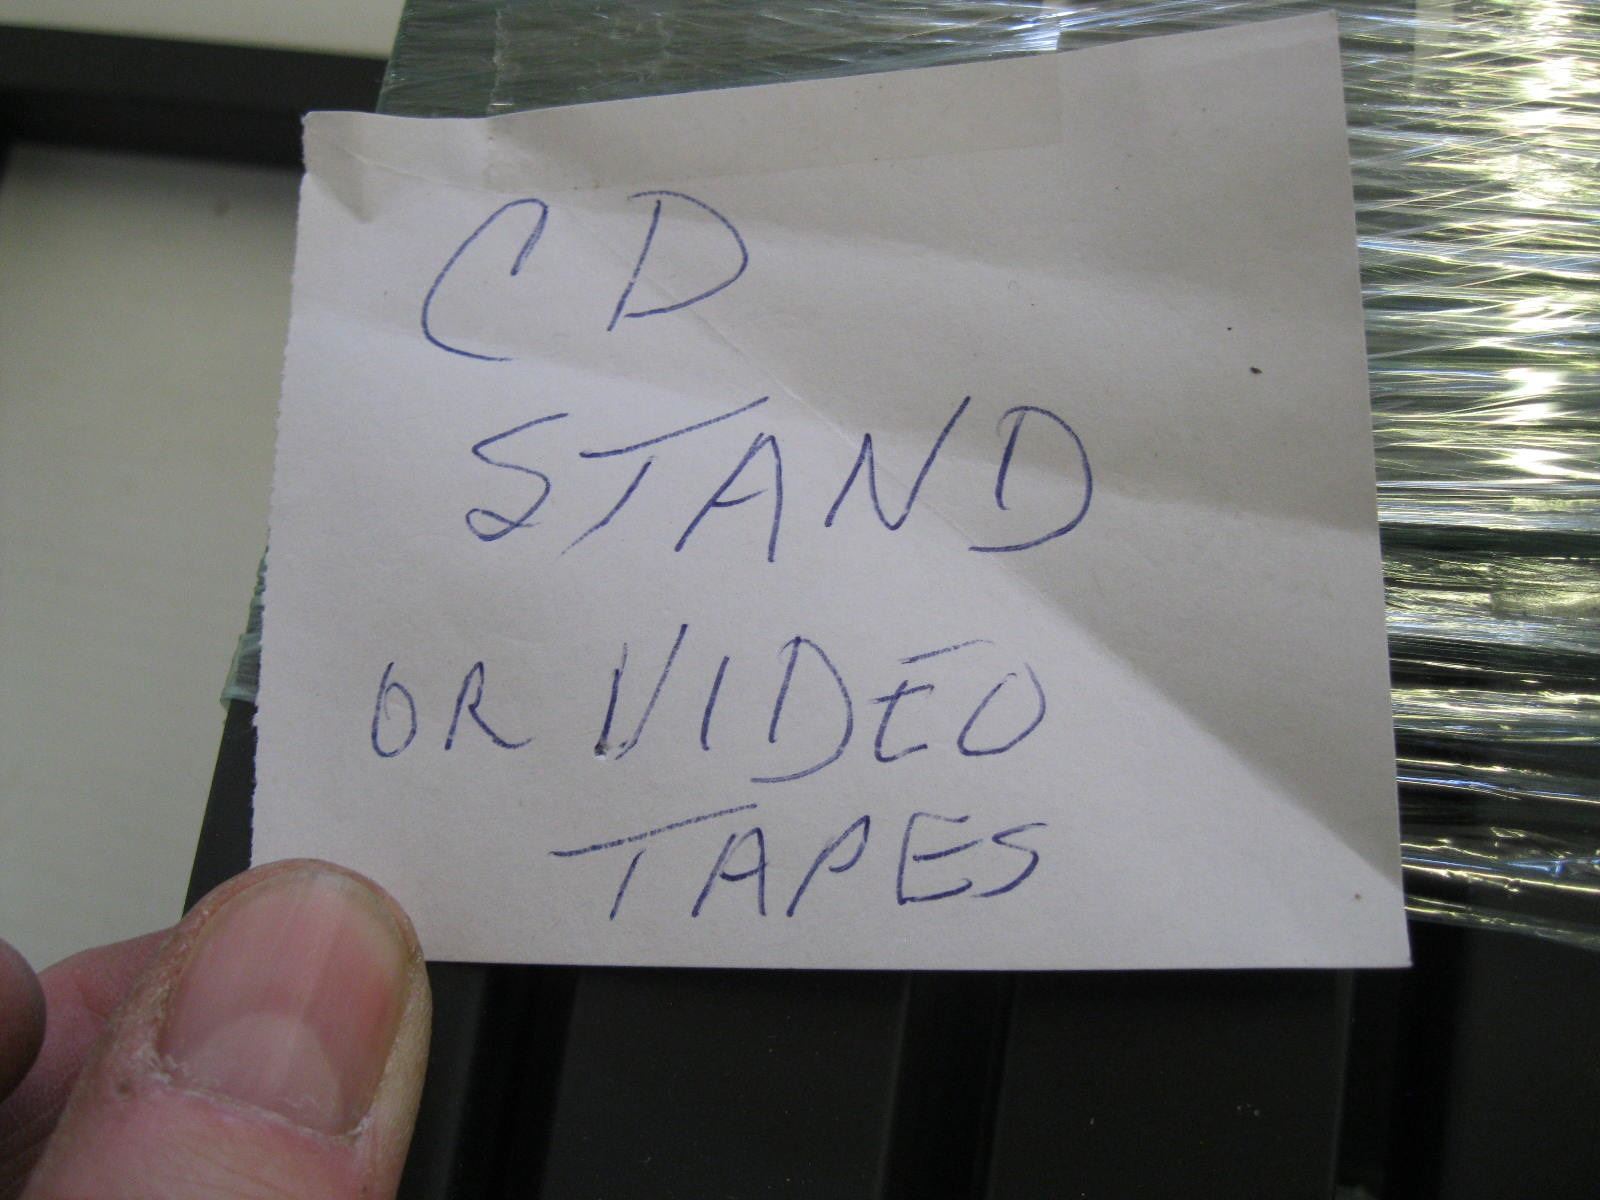 CD
STAND
OR VIDEO
TAPES